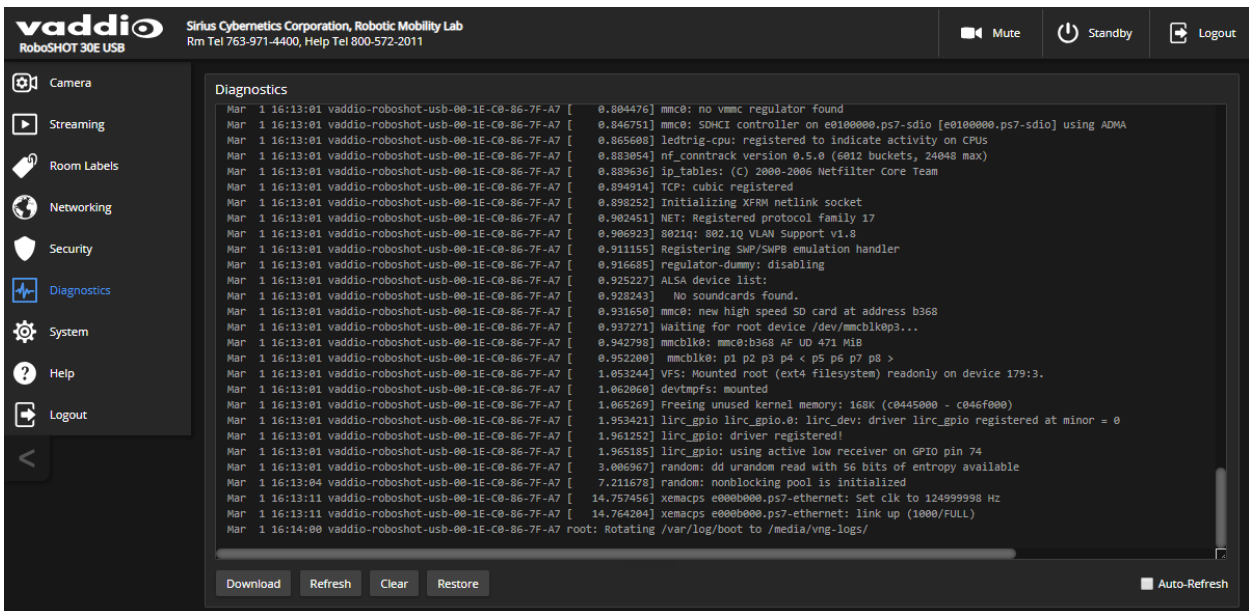 vaddio
RoboSHOT 30E USB
Sirius Cybernetics Corporation, Robotic Mobility Lab
Rm Tel 763-971-4400, Help Tel 800-572-2011
Mute
Standby
Logout
Camera
Streaming
Room Labels
Networking
Security
Diagnostics
System
Help
Logout
<
Diagnostics
Mar  1 16:13:01 vaddio-roboshot-usb-00-1E-C0-86-7F-A7 [    0.804476] mmc0: no vmmc regulator found
Mar  1 16:13:01 vaddio-roboshot-usb-00-1E-C0-86-7F-A7 [    0.846751] mmc0: SDHCI controller on e0100000.ps7-sdio [e0100000.ps7-sdio] using ADMA
Mar  1 16:13:01 vaddio-roboshot-usb-00-1E-C0-86-7F-A7 [    0.865608] ledtrig-cpu: registered to indicate activity on CPUs
Mar  1 16:13:01 vaddio-roboshot-usb-00-1E-C0-86-7F-A7 [    0.883054] nf_conntrack version 0.5.0 (6012 buckets, 24048 max)
Mar  1 16:13:01 vaddio-roboshot-usb-00-1E-C0-86-7F-A7 [    0.889636] ip_tables: (C) 2000-2006 Netfilter Core Team
Mar  1 16:13:01 vaddio-roboshot-usb-00-1E-C0-86-7F-A7 [    0.894914] TCP: cubic registered
Mar  1 16:13:01 vaddio-roboshot-usb-00-1E-C0-86-7F-A7 [    0.898252] Initializing XFRM netlink socket
Mar  1 16:13:01 vaddio-roboshot-usb-00-1E-C0-86-7F-A7 [    0.902451] NET: Registered protocol family 17
Mar  1 16:13:01 vaddio-roboshot-usb-00-1E-C0-86-7F-A7 [    0.906923] 8021q: 802.1Q VLAN Support v1.8
Mar  1 16:13:01 vaddio-roboshot-usb-00-1E-C0-86-7F-A7 [    0.911155] Registering SWP/SWPB emulation handler
Mar  1 16:13:01 vaddio-roboshot-usb-00-1E-C0-86-7F-A7 [    0.916685] regulator-dummy: disabling
Mar  1 16:13:01 vaddio-roboshot-usb-00-1E-C0-86-7F-A7 [    0.925227] ALSA device list:
Mar  1 16:13:01 vaddio-roboshot-usb-00-1E-C0-86-7F-A7 [    0.928243]   No soundcards found.
Mar  1 16:13:01 vaddio-roboshot-usb-00-1E-C0-86-7F-A7 [    0.931650] mmc0: new high speed SD card at address b368
Mar  1 16:13:01 vaddio-roboshot-usb-00-1E-C0-86-7F-A7 [    0.937271] Waiting for root device /dev/mmcblk0p3...
Mar  1 16:13:01 vaddio-roboshot-usb-00-1E-C0-86-7F-A7 [    0.942798] mmcblk0: mmc0:b368 AF UD 471 MiB
Mar  1 16:13:01 vaddio-roboshot-usb-00-1E-C0-86-7F-A7 [    0.952200]  mmcblk0: p1 p2 p3 p4 < p5 p6 p7 p8 >
Mar  1 16:13:01 vaddio-roboshot-usb-00-1E-C0-86-7F-A7 [    1.053244] VFS: Mounted root (ext4 filesystem) readonly on device 179:3.
Mar  1 16:13:01 vaddio-roboshot-usb-00-1E-C0-86-7F-A7 [    1.062060] devtmpfs: mounted
Mar  1 16:13:01 vaddio-roboshot-usb-00-1E-C0-86-7F-A7 [    1.065269] Freeing unused kernel memory: 168K (c0445000 - c046f000)
Mar  1 16:13:01 vaddio-roboshot-usb-00-1E-C0-86-7F-A7 [    1.953421] lirc_gpio lirc_gpio.0: lirc_dev: driver lirc_gpio registered at minor = 0
Mar  1 16:13:01 vaddio-roboshot-usb-00-1E-C0-86-7F-A7 [    1.961252] lirc_gpio: driver registered!
Mar  1 16:13:01 vaddio-roboshot-usb-00-1E-C0-86-7F-A7 [    1.965185] lirc_gpio: using active low receiver on GPIO pin 74
Mar  1 16:13:01 vaddio-roboshot-usb-00-1E-C0-86-7F-A7 [    3.006967] random: dd urandom read with 56 bits of entropy available
Mar  1 16:13:04 vaddio-roboshot-usb-00-1E-C0-86-7F-A7 [    7.211678] random: nonblocking pool is initialized
Mar  1 16:13:11 vaddio-roboshot-usb-00-1E-C0-86-7F-A7 [   14.757456] xemacps e000b000.ps7-ethernet: Set clk to 124999998 Hz
Mar  1 16:13:11 vaddio-roboshot-usb-00-1E-C0-86-7F-A7 [   14.764204] xemacps e000b000.ps7-ethernet: link up (1000/FULL)
Mar  1 16:14:00 vaddio-roboshot-usb-00-1E-C0-86-7F-A7 root: Rotating /var/log/boot to /media/vng-logs/
Download
Refresh
Clear
Restore
Auto-Refresh